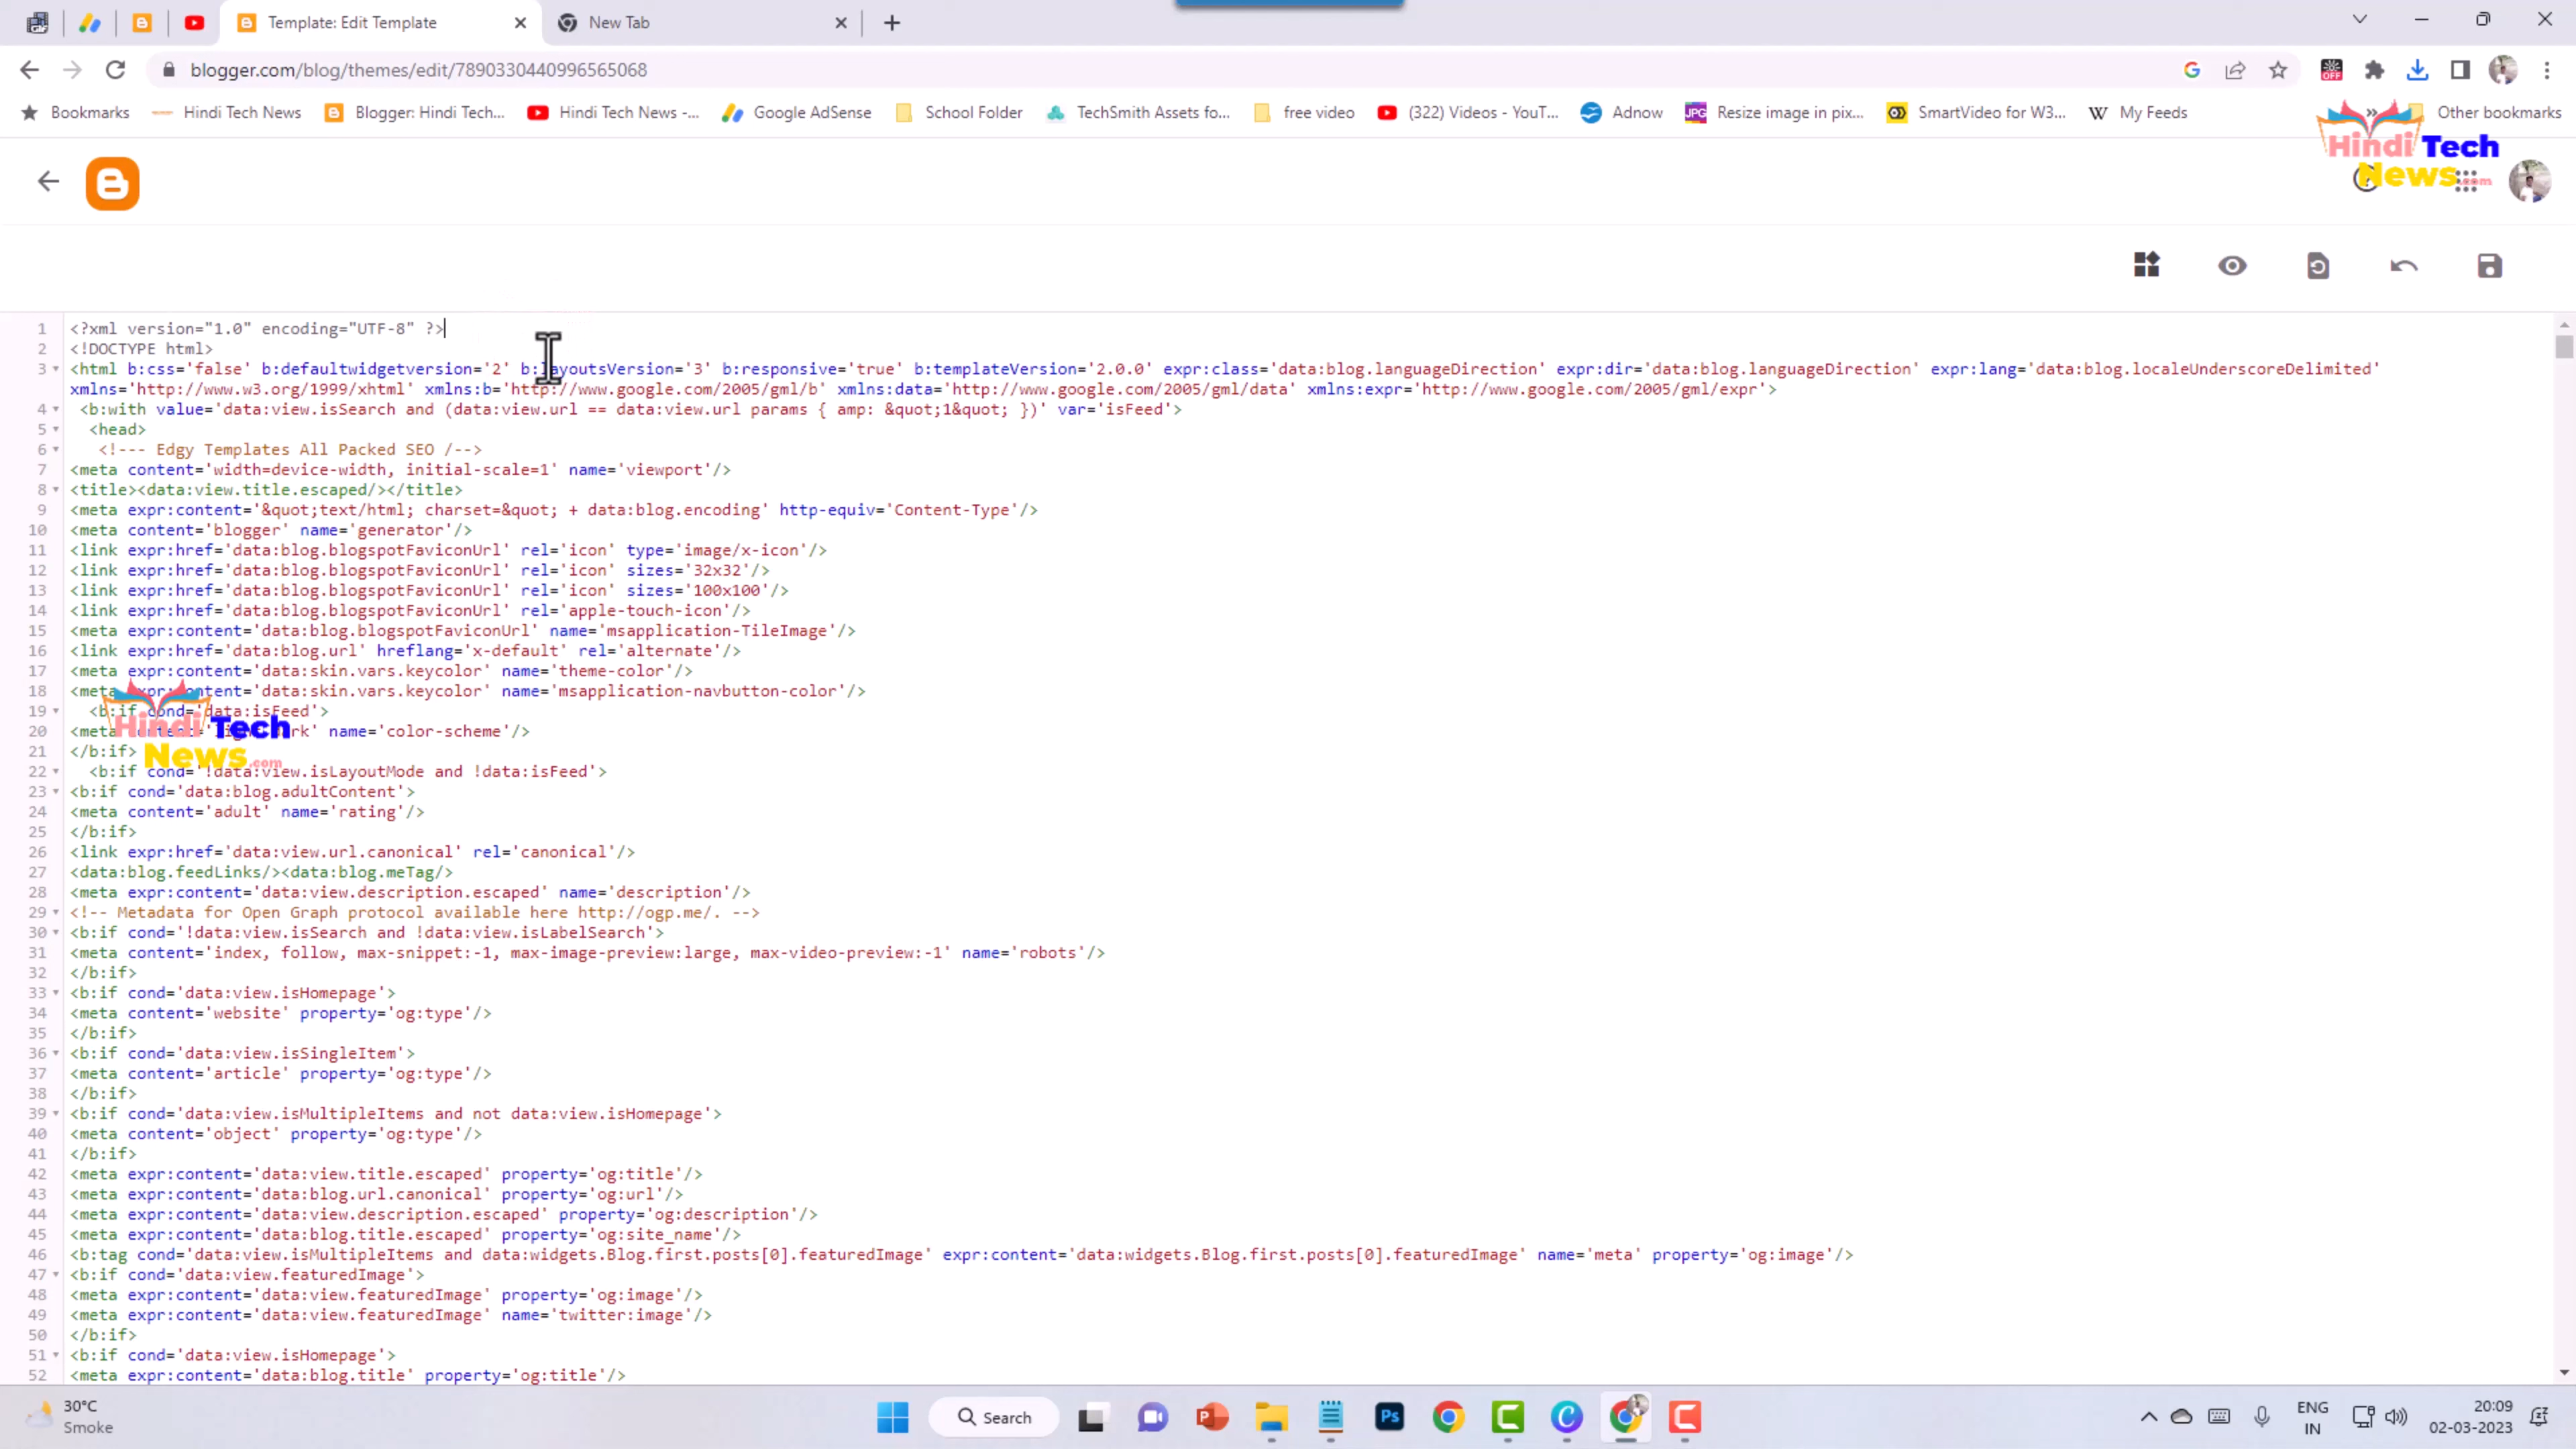 Template: Edit Template
New Tab
blogger.com/blog/themes/edit/7890330440996565068
OFF
Bookmarks
Hindi Tech News
Blogger: Hindi Tech...
Hindi Tech News -...
Google AdSense
School Folder
TechSmith Assets fo...
free video
(322) Videos - YouT...
Adnow
JPG
Resize image in pix...
SmartVideo for W3...
W My Feeds
Other bookmarks
Hindi Tech
News.com
1 <?xml version="1.0" encoding="UTF-8" ?>
2 <!DOCTYPE html>
3 <html b:css='false' b:defaultwidgetversion='2' b:layoutsVersion='3' b:responsive='true' b:templateVersion='2.0.0' expr:class='data:blog.languageDirection' expr:dir='data:blog.languageDirection' expr:lang='data:blog.localeUnderscoreDelimited'
xmlns='http://www.w3.org/1999/xhtml' xmlns:b='http://www.google.com/2005/gml/b' xmlns:data='http://www.google.com/2005/gml/data' xmlns:expr='http://www.google.com/2005/gml/expr'>
4 <b:with value='data:view.isSearch and (data:view.url == data:view.url params { amp: &quot;1&quot; })' var='isFeed'>
5 <head>
6 <!--- Edgy Templates All Packed SEO /-->
7 <meta content='width=device-width, initial-scale=1' name='viewport'/>
8 <title><data:view.title.escaped/></title>
9 <meta expr:content='&quot;text/html; charset=&quot; + data:blog.encoding' http-equiv='Content-Type'/>
10 <meta content='blogger' name='generator'/>
11 <link expr:href='data:blog.blogspotFaviconUrl' rel='icon' type='image/x-icon'/>
12 <link expr:href='data:blog.blogspotFaviconUrl' rel='icon' sizes='32x32'/>
13 <link expr:href='data:blog.blogspotFaviconUrl' rel='icon' sizes='100x100'/>
14 <link expr:href='data:blog.blogspotFaviconUrl' rel='apple-touch-icon'/>
15 <meta expr:content='data:blog.blogspotFaviconUrl' name='msapplication-TileImage'/>
16 <link expr:href='data:blog.url' hreflang='x-default' rel='alternate'/>
17 <meta expr:content='data:skin.vars.keycolor' name='theme-color'/>
18 <meta expr:content='data:skin.vars.keycolor' name='msapplication-navbutton-color'/>
19 <b:if cond='data:isFeed'>
20 <meta name='color-scheme'/>
21 </b:if>
22 <b:if cond='!data:view.isLayoutMode and !data:isFeed'>
Hindi Tech
News.com
23 <b:if cond='data:blog.adultContent'>
24 <meta content='adult' name='rating'/>
25 </b:if>
26 <link expr:href='data:view.url.canonical' rel='canonical'/>
27 <data:blog.feedLinks/><data:blog.meTag/>
28 <meta expr:content='data:view.description.escaped' name='description'/>
29 <!-- Metadata for Open Graph protocol available here http://ogp.me/. -->
30 <b:if cond='!data:view.isSearch and !data:view.isLabelSearch'>
31 <meta content='index, follow, max-snippet:-1, max-image-preview:large, max-video-preview:-1' name='robots'/>
32 </b:if>
33 <b:if cond='data:view.isHomepage'>
34 <meta content='website' property='og:type'/>
35 </b:if>
36 <b:if cond='data:view.isSingleItem'>
37 <meta content='article' property='og:type'/>
38 </b:if>
39 <b:if cond='data:view.isMultipleItems and not data:view.isHomepage'>
40 <meta content='object' property='og:type'/>
41 </b:if>
42 <meta expr:content='data:view.title.escaped' property='og:title'/>
43 <meta expr:content='data:blog.url.canonical' property='og:url'/>
44 <meta expr:content='data:view.description.escaped' property='og:description'/>
45 <meta expr:content='data:blog.title.escaped' property='og:site_name'/>
46 <b:tag cond='data:view.isMultipleItems and data:widgets.Blog.first.posts[0].featuredImage' expr:content='data:widgets.Blog.first.posts[0].featuredImage' name='meta' property='og:image'/>
47 <b:if cond='data:view.featuredImage'>
48 <meta expr:content='data:view.featuredImage' property='og:image'/>
49 <meta expr:content='data:view.featuredImage' name='twitter:image'/>
50 </b:if>
51 <b:if cond='data:view.isHomepage'>
52 <meta expr:content='data:blog.title' property='og:title'/>
30°C
Smoke
Search
Ps
ENG
IN
20:09
02-03-2023